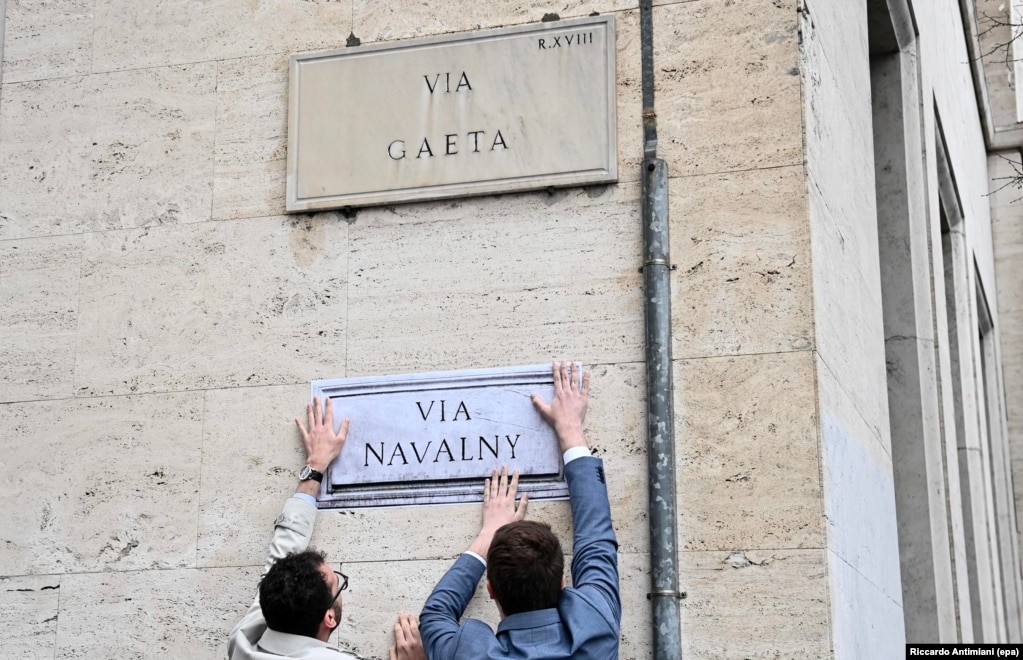 R.XVIII
VIA
GAETA
VIA
NAVALNY
Riccardo Antimiani (epa)